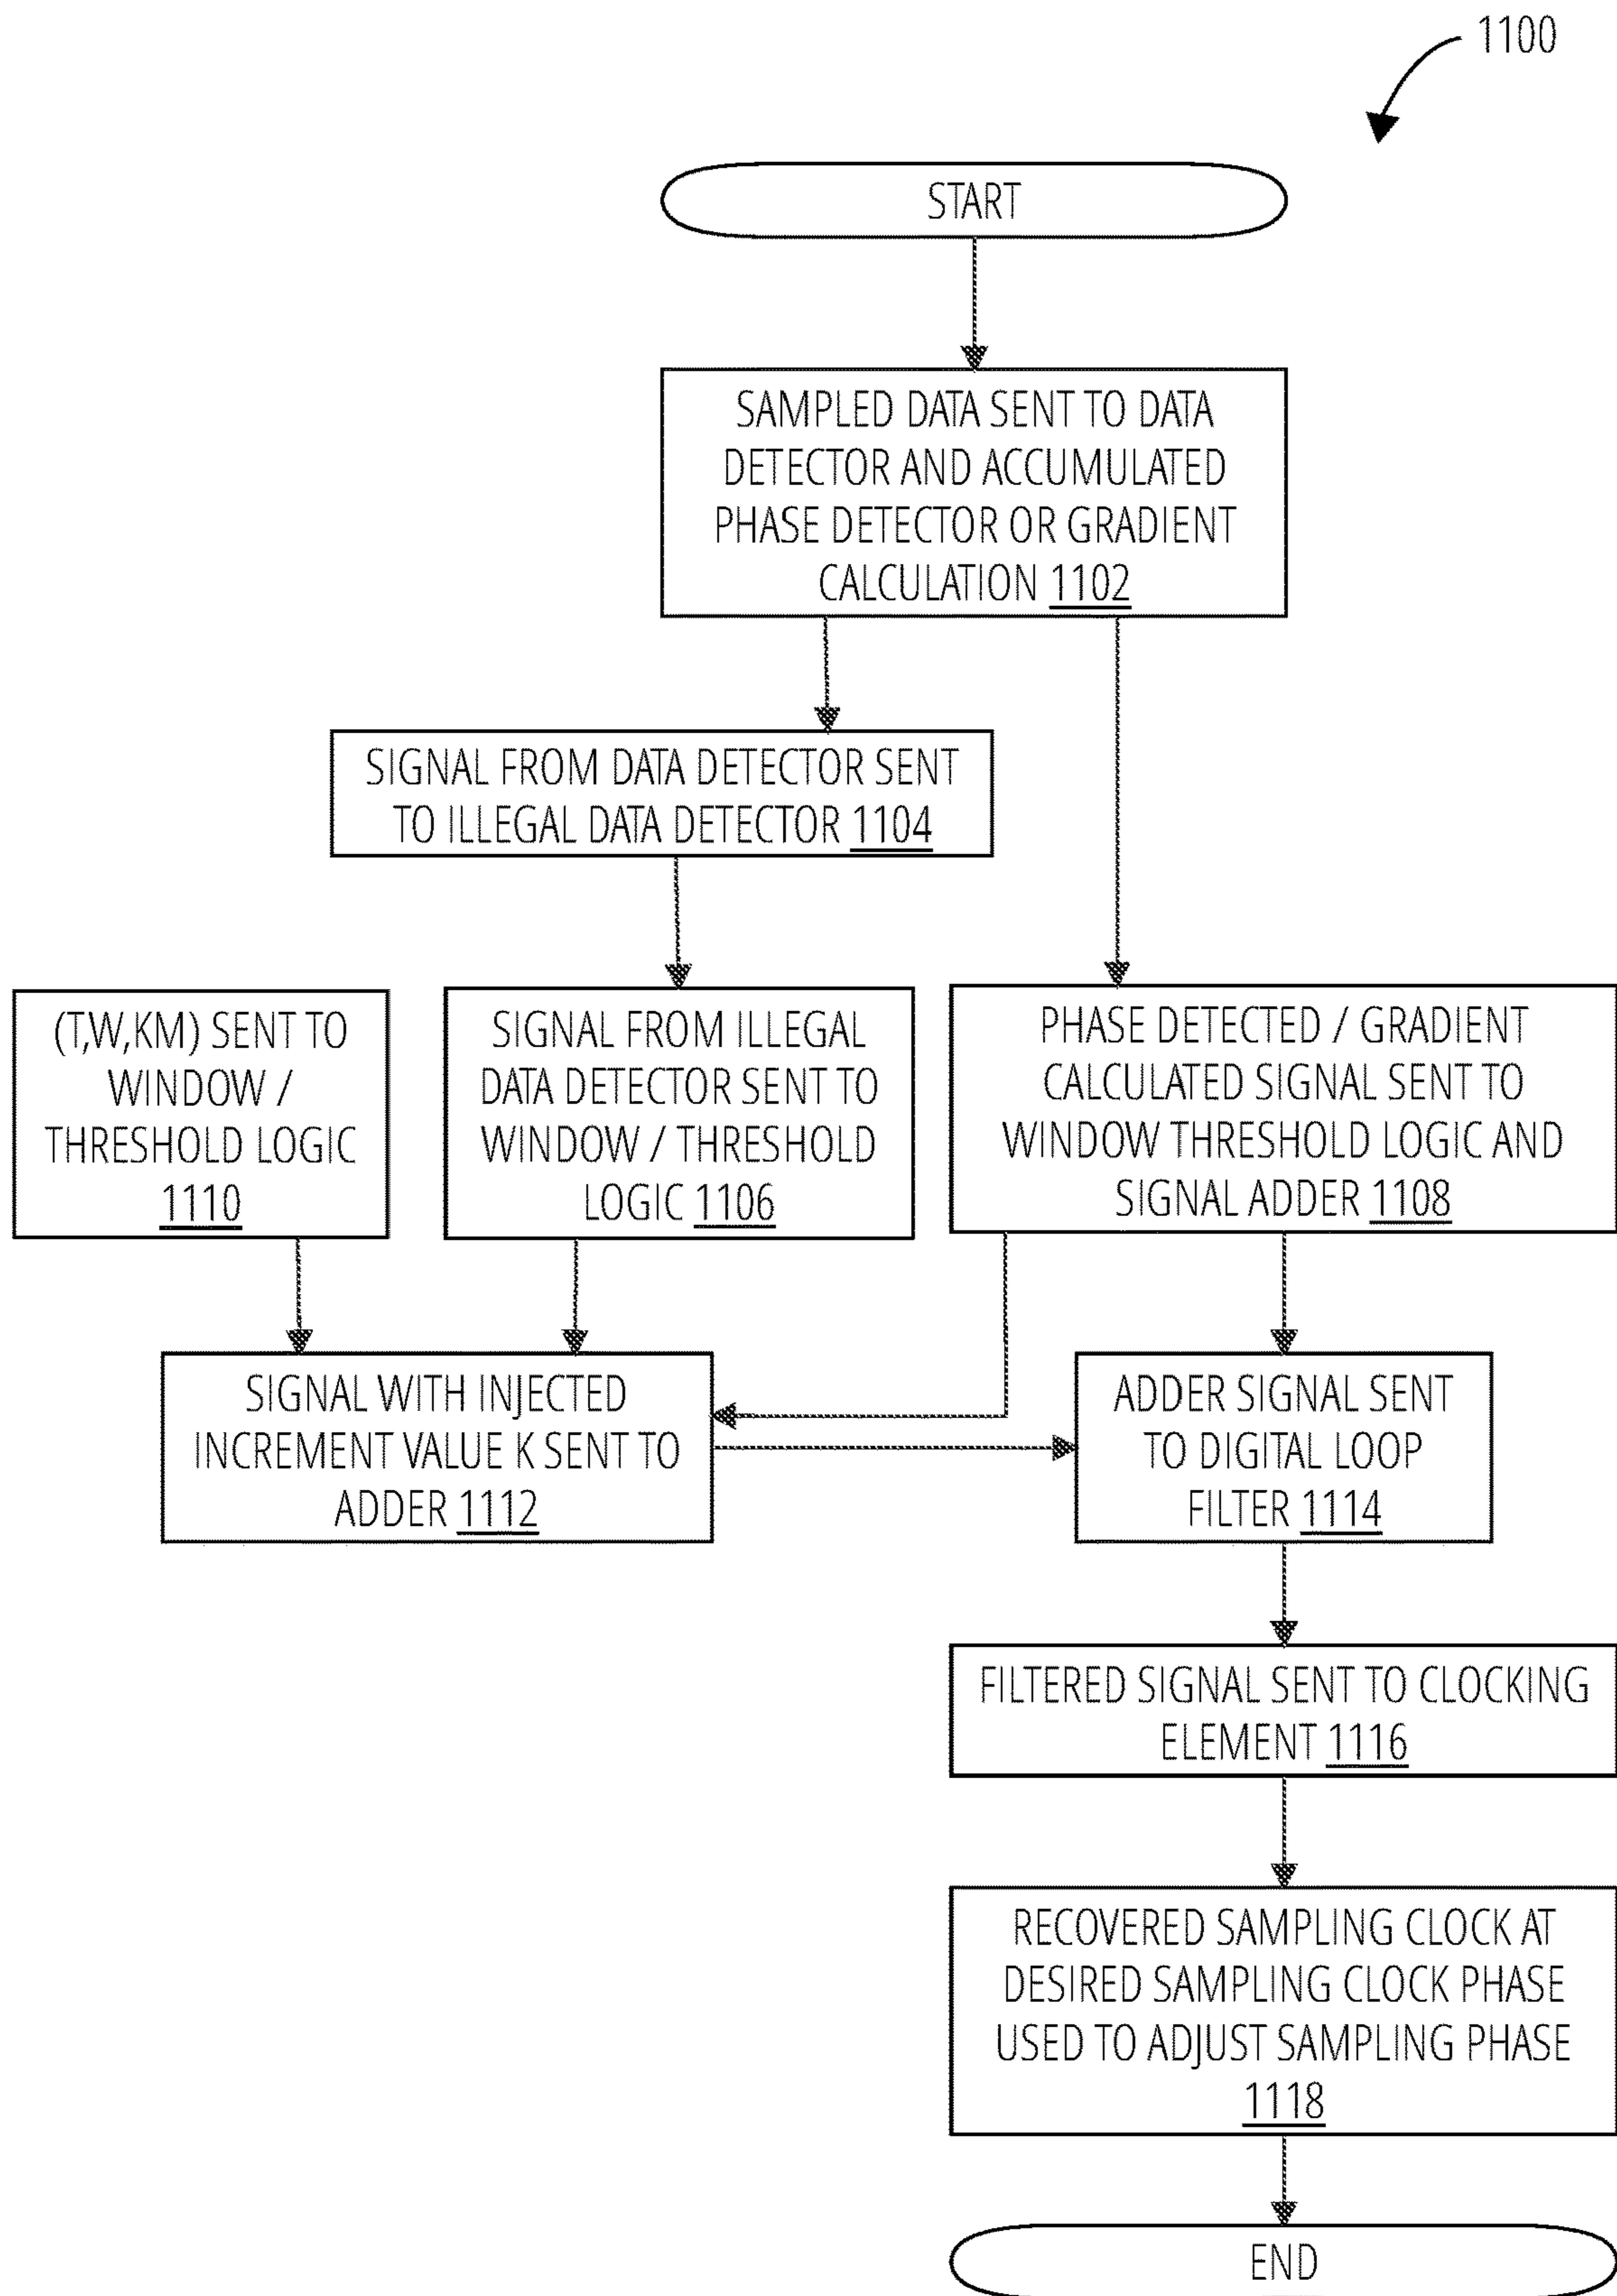 1100
START
SAMPLED DATA SENT TO DATA
DETECTOR AND ACCUMULATED
PHASE DETECTOR OR GRADIENT
CALCULATION 1102
SIGNAL FROM DATA DETECTOR SENT
TO ILLEGAL DATA DETECTOR 1104
(T,W,KM) SENT TO
WINDOW /
THRESHOLD LOGIC
1110
SIGNAL FROM ILLEGAL
DATA DETECTOR SENT TO
WINDOW / THRESHOLD
LOGIC 1106
PHASE DETECTED / GRADIENT
CALCULATED SIGNAL SENT TO
WINDOW THRESHOLD LOGIC AND
SIGNAL ADDER 1108
SIGNAL WITH INJECTED
INCREMENT VALUE K SENT TO
ADDER 1112
ADDER SIGNAL SENT
TO DIGITAL LOOP
FILTER 1114
FILTERED SIGNAL SENT TO CLOCKING
ELEMENT 1116
RECOVERED SAMPLING CLOCK AT
DESIRED SAMPLING CLOCK PHASE
USED TO ADJUST SAMPLING PHASE
1118
END